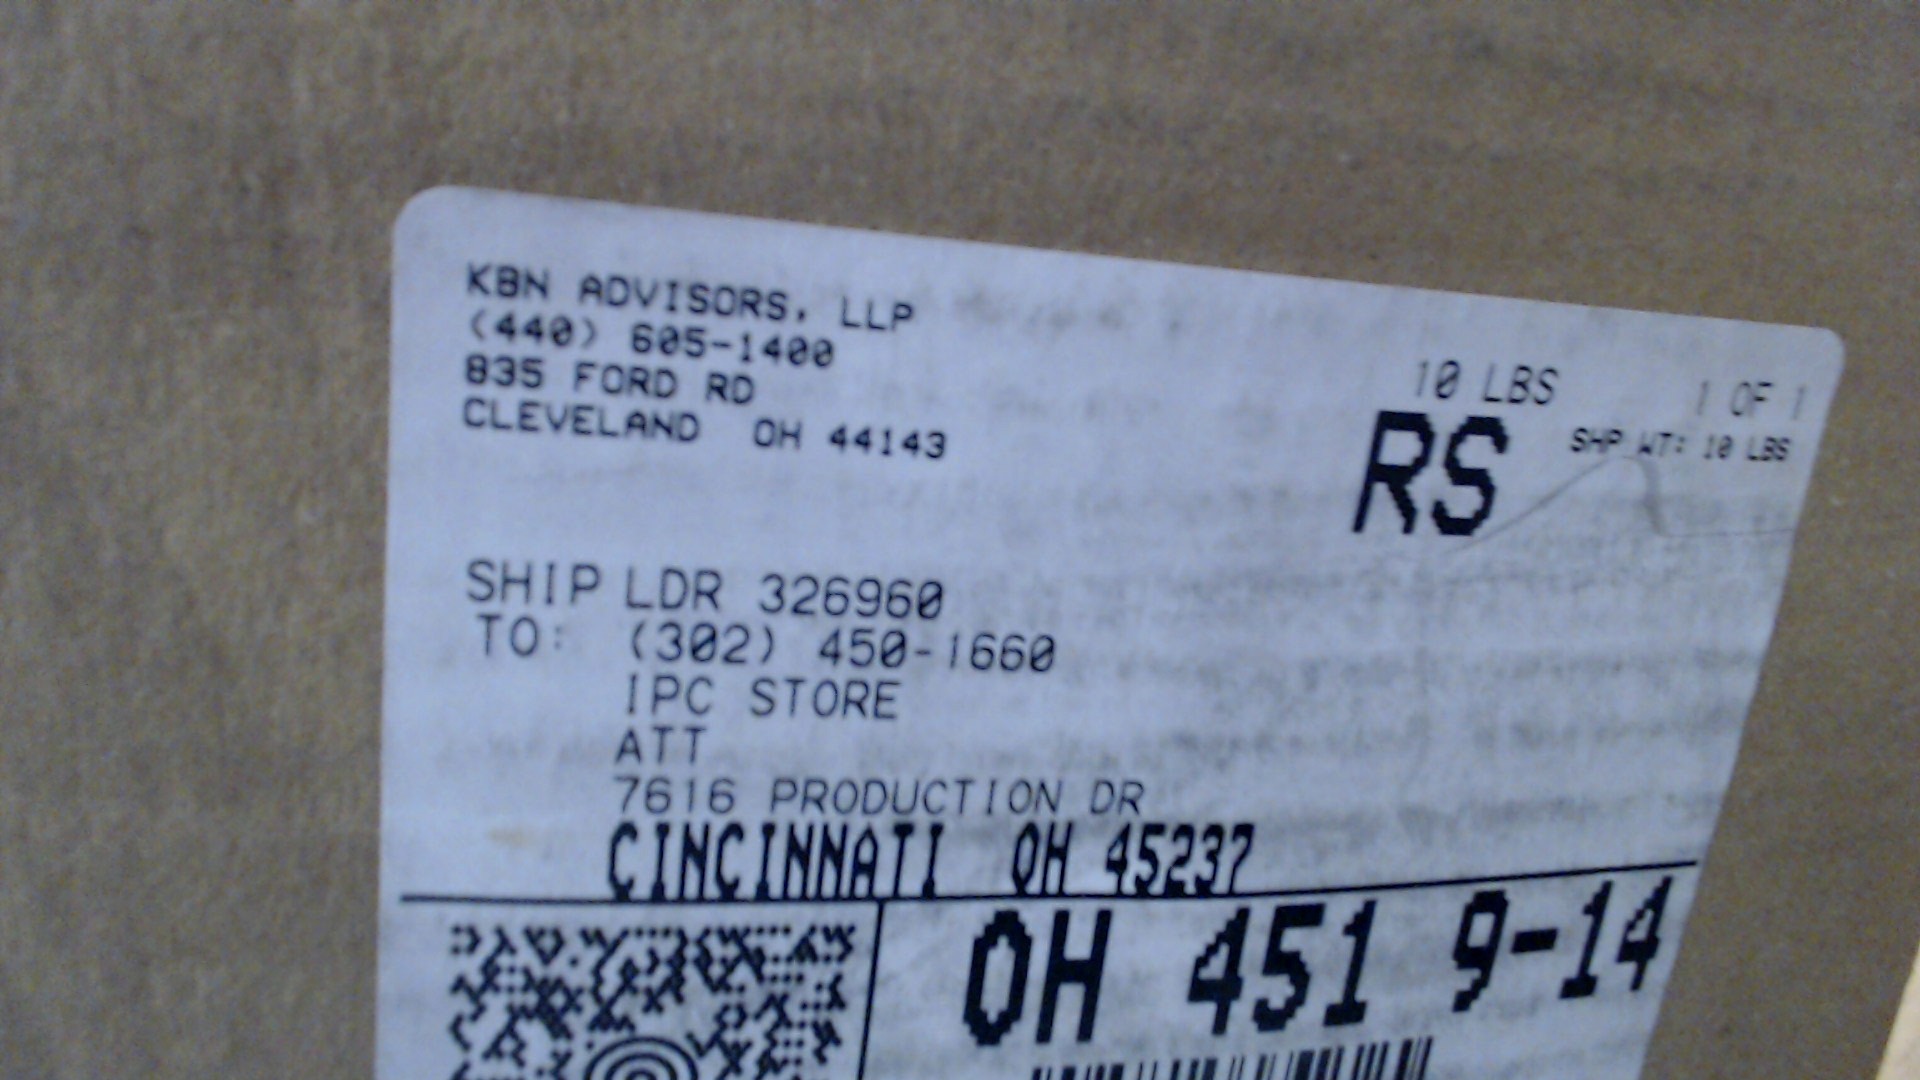 KBN ADVISORS, LLP
(440) 605-1400
835 FORD RD
CLEVELAND OH 44143
10 LBS 1 OF 1
RS SHP WT: 10 LBS
SHIP LDR 326960
TO: (302) 450-1660
IPC STORE
ATT
7616 PRODUCTION DR
CINCINNATI OH 45237
OH 451 9-14